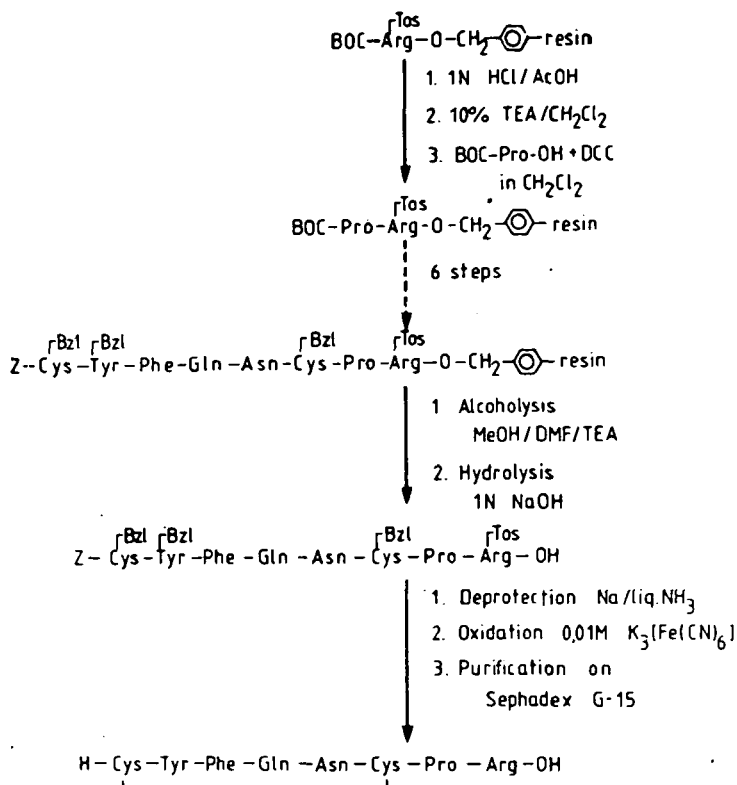 Tos
BOC-Arg-O-CH2-resin
1. 1N HCl/AcOH
2. 10% TEA/CH2Cl2
3. BOC-Pro-OH+DCC
in CH2Cl2
Tos
BOC-Pro-Arg-O-CH2-resin
6 steps
Bzl Bzl Bzl Tos
Z--Cys-Tyr-Phe-Gln-Asn-Cys-Pro-Arg-O-CH2-resin
1 Alcoholysis
MeOH/DMF/TEA
2. Hydrolysis
1N NaOH
Bzl Bzl Bzl Tos
Z-Cys-Tyr-Phe-Gln-Asn-Cys-Pro-Arg-OH
1. Deprotection Na/liq.NH3
2. Oxidation 0,01M K3[Fe(CN)6]
3. Purification on
Sephadex G-15
H-Cys-Tyr-Phe-Gln-Asn-Cys-Pro-Arg-OH